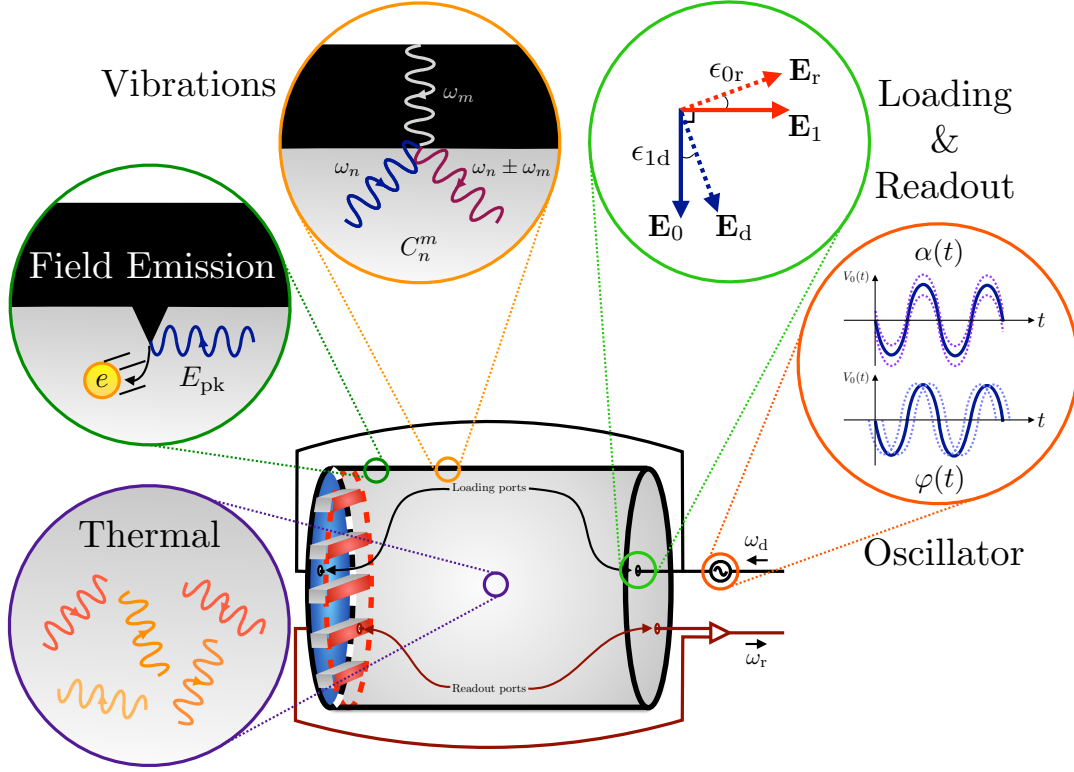 Vibrations
ω_m
ω_n
ω_n ± ω_m
C_n^m
ϵ_0r
E_r
E_1
ϵ_1d
E_0
E_d
Loading
&
Readout
Field Emission
e
E_pk
α(t)
V_0(t)
t
V_0(t)
t
φ(t)
Oscillator
Thermal
Loading ports
Readout ports
ω_d
ω_r